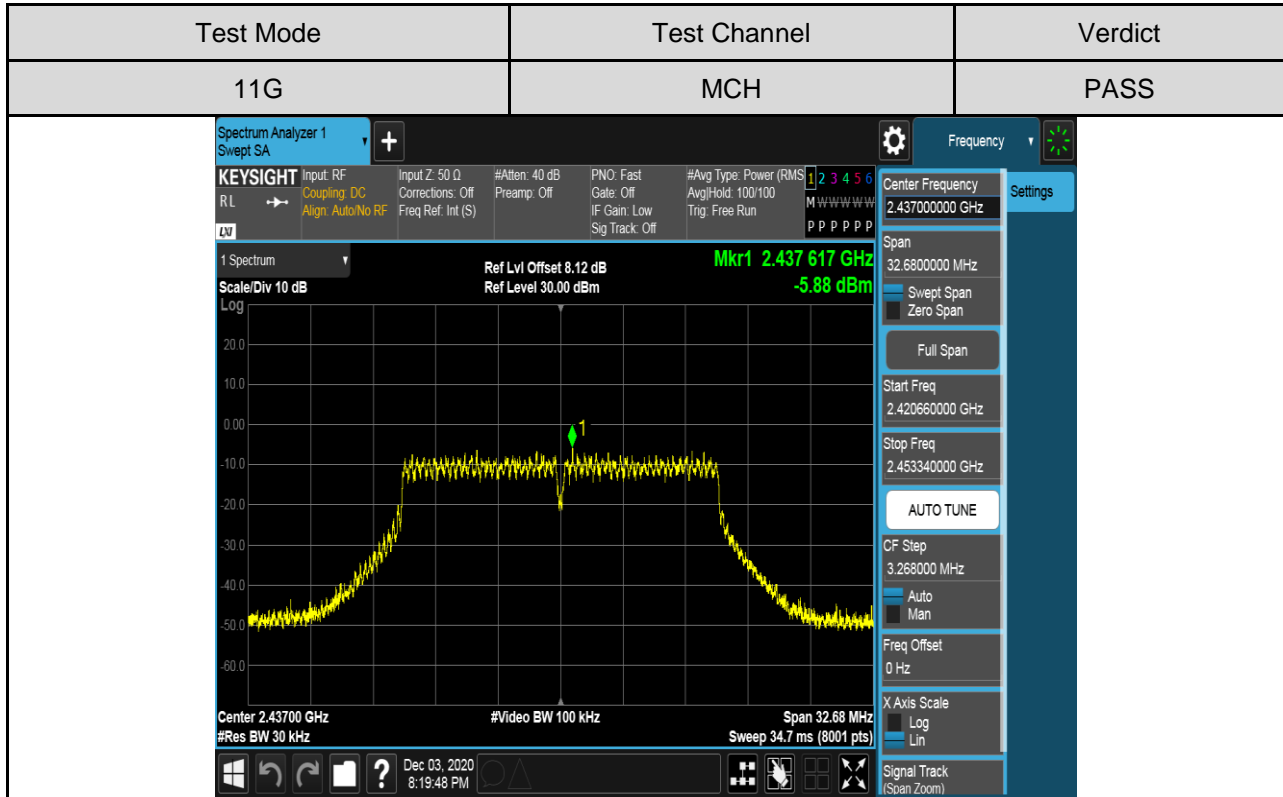 Test Mode Test Channel Verdict
11G MCH PASS
Spectrum Analyzer 1
Swept SA
+
Frequency
KEYSIGHT
RL
LXI
Input: RF
Coupling: DC
Align: Auto/No RF
Input Z: 50 Ω
Corrections: Off
Freq Ref: Int (S)
#Atten: 40 dB
Preamp: Off
PNO: Fast
Gate: Off
IF Gain: Low
Sig Track: Off
#Avg Type: Power (RMS
Avg|Hold: 100/100
Trig: Free Run
1 2 3 4 5 6
M W W W W W
P P P P P P
1 Spectrum
Scale/Div 10 dB
Log
Ref Lvl Offset 8.12 dB
Ref Level 30.00 dBm
Mkr1 2.437 617 GHz
-5.88 dBm
20.0
10.0
0.00
-10.0
-20.0
-30.0
-40.0
-50.0
-60.0
1
Center 2.43700 GHz
#Res BW 30 kHz
#Video BW 100 kHz
Span 32.68 MHz
Sweep 34.7 ms (8001 pts)
?
Dec 03, 2020
8:19:48 PM
Center Frequency
2.437000000 GHz
Settings
Span
32.6800000 MHz
Swept Span
Zero Span
Full Span
Start Freq
2.420660000 GHz
Stop Freq
2.453340000 GHz
AUTO TUNE
CF Step
3.268000 MHz
Auto
Man
Freq Offset
0 Hz
X Axis Scale
Log
Lin
Signal Track
(Span Zoom)